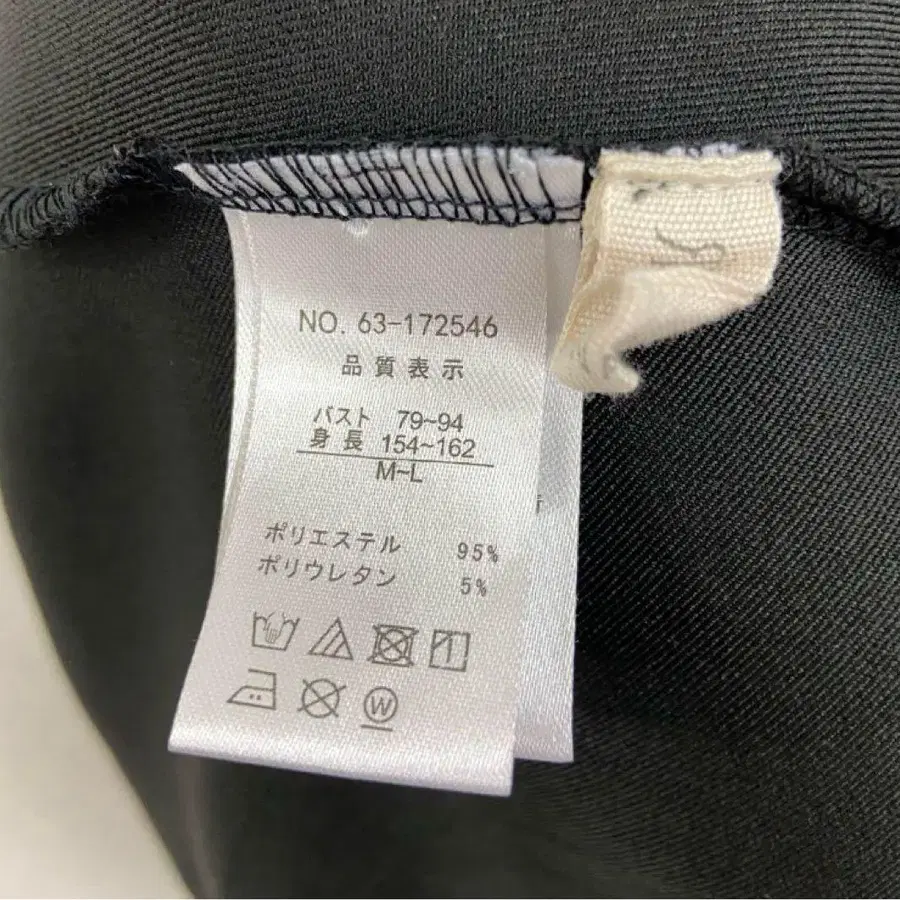 NO. 63-172546
品質表示
バスト 79~94
身長 154~162
M-L
ポリエステル 95%
ポリウレタン 5%
W